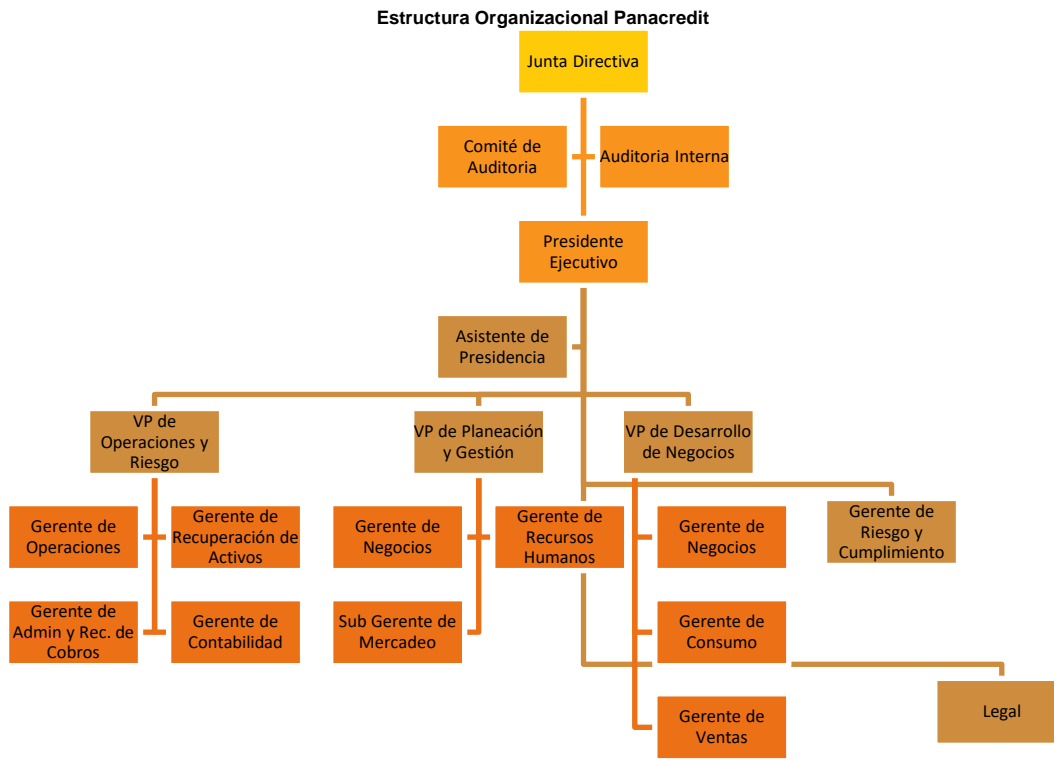 Estructura Organizacional Panacredit
Junta Directiva
Comité de
Auditoria
Auditoria Interna
Presidente
Ejecutivo
Asistente de
Presidencia
VP de
Operaciones y
Riesgo
VP de Planeación
y Gestión
VP de Desarrollo
de Negocios
Gerente de
Operaciones
Gerente de
Recuperación de
Activos
Gerente de
Negocios
Gerente de
Recursos
Humanos
Gerente de
Negocios
Gerente de
Riesgo y
Cumplimiento
Gerente de
Admin y Rec. de
Cobros
Gerente de
Contabilidad
Sub Gerente de
Mercadeo
Gerente de
Consumo
Legal
Gerente de
Ventas